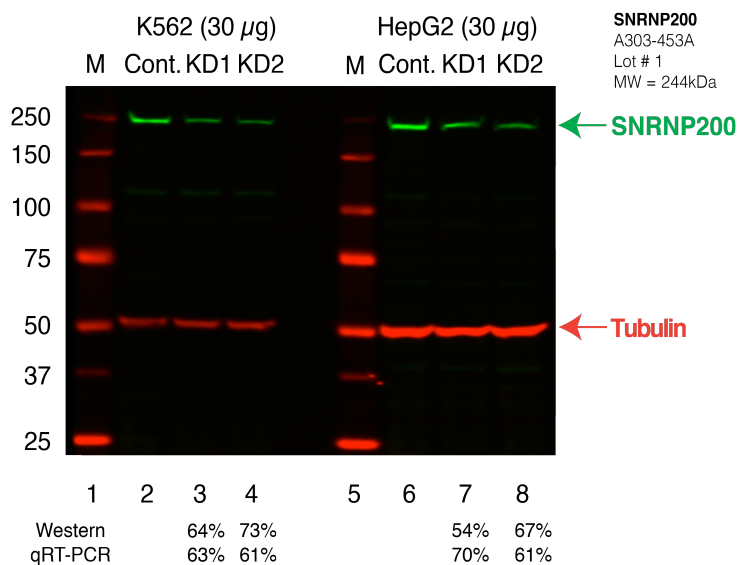 K562 (30 µg) HepG2 (30 µg)
SNRNP200
A303-453A
Lot # 1
MW = 244kDa
M Cont. KD1 KD2 M Cont. KD1 KD2
250
SNRNP200
150
100
75
50
Tubulin
37
25
1 2 3 4 5 6 7 8
Western 64% 73% 54% 67%
qRT-PCR 63% 61% 70% 61%